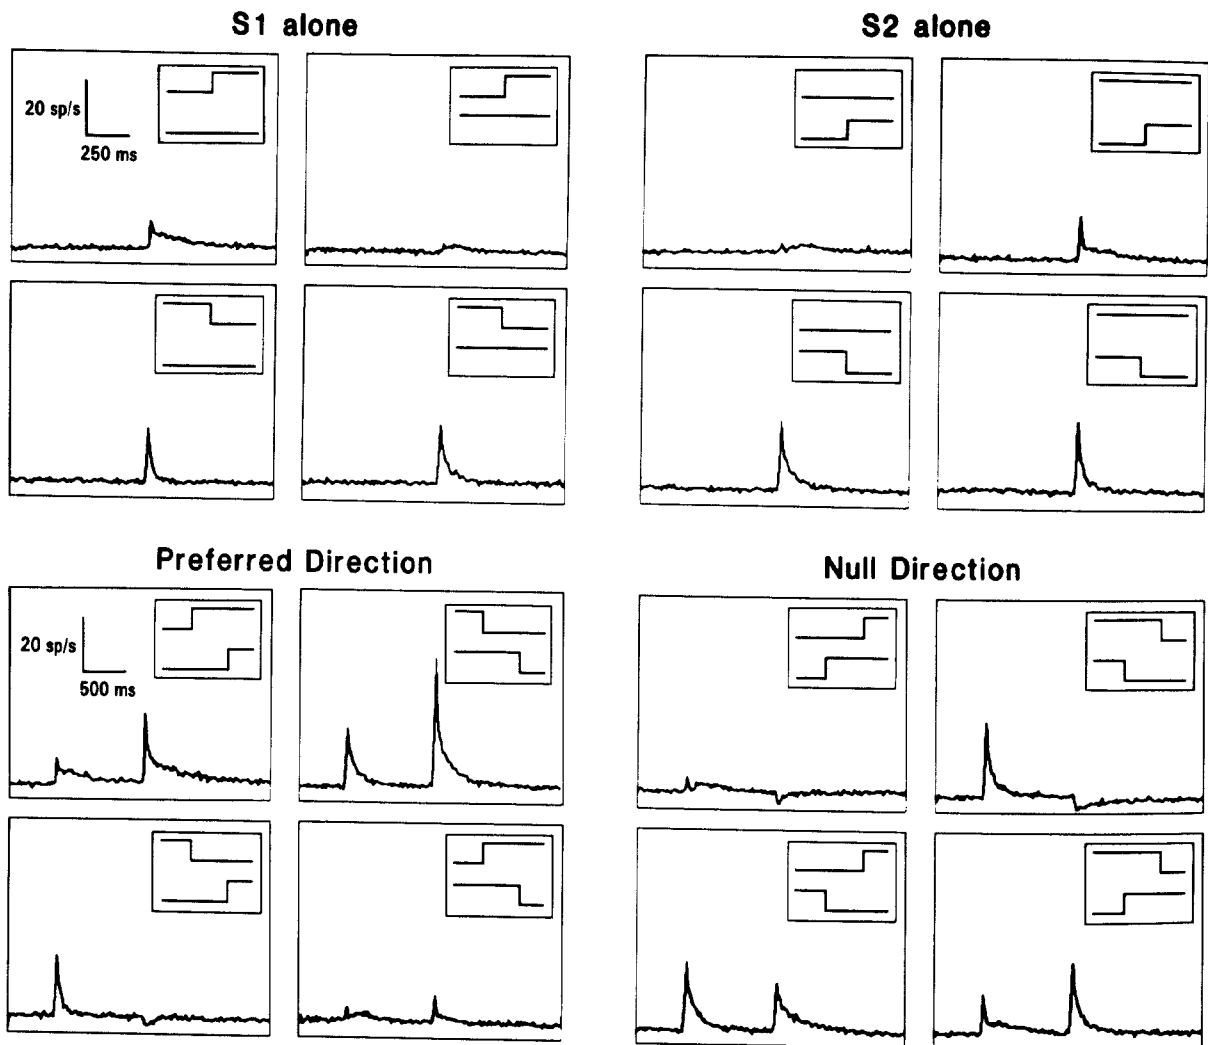 S1 alone
S2 alone
20 sp/s
250 ms
Preferred Direction
Null Direction
20 sp/s
500 ms